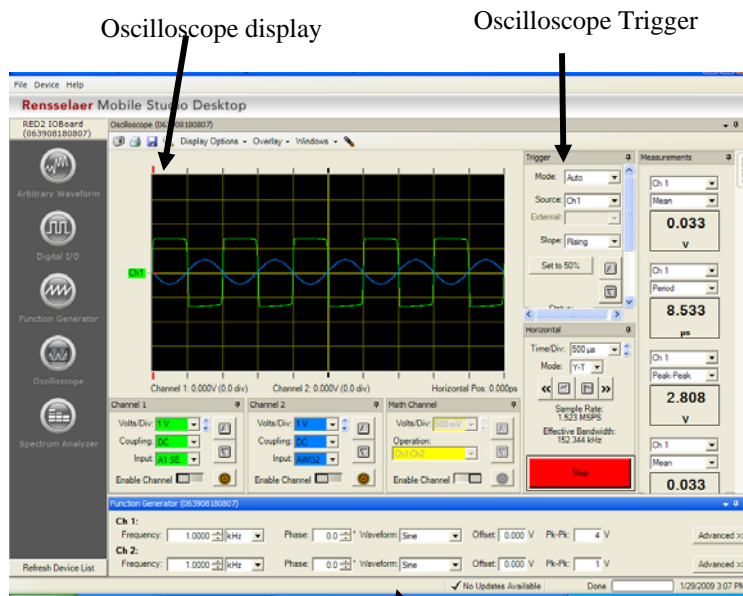 Oscilloscope display
Oscilloscope Trigger
File Device Help
Rensselaer Mobile Studio Desktop
RED2 IOBoard
(063908180807)
Oscilloscope (063908180807)
Display Options
Overlay
Windows
Arbitrary Waveform
Digital I/O
Function Generator
Oscilloscope
Spectrum Analyzer
Refresh Device List
Ch1
Channel 1: 0.000V (0.0 div) Channel 2: 0.000V (0.0 div) Horizontal Pos: 0.000ps
Trigger
Mode: Auto
Source: Ch1
External:
Slope: Rising
Set to 50%
Horizontal
Time/Div: 500 µs
Mode: Y-T
Sample Rate:
1.523 MSPS
Effective Bandwidth:
152.344 kHz
Stop
Measurements
Ch 1
Mean
0.033
V
Ch 1
Period
8.533
µs
Ch 1
Peak-Peak
2.808
V
Ch 1
Mean
0.033
Channel 1
Volts/Div: 1 V
Coupling: DC
Input: A1 SE
Enable Channel
Channel 2
Volts/Div: 1 V
Coupling: DC
Input: AWG2
Enable Channel
Math Channel
Volts/Div: 500 mV
Operation:
Ch1-Ch2
Enable Channel
Function Generator (063908180807)
Ch 1:
Frequency: 1.0000 kHz Phase: 0.0 ° Waveform: Sine Offset: 0.000 V Pk-Pk: 4 V Advanced >>
Ch 2:
Frequency: 1.0000 kHz Phase: 0.0 ° Waveform: Sine Offset: 0.000 V Pk-Pk: 1 V Advanced >>
No Updates Available Done 1/29/2009 3:07 PM